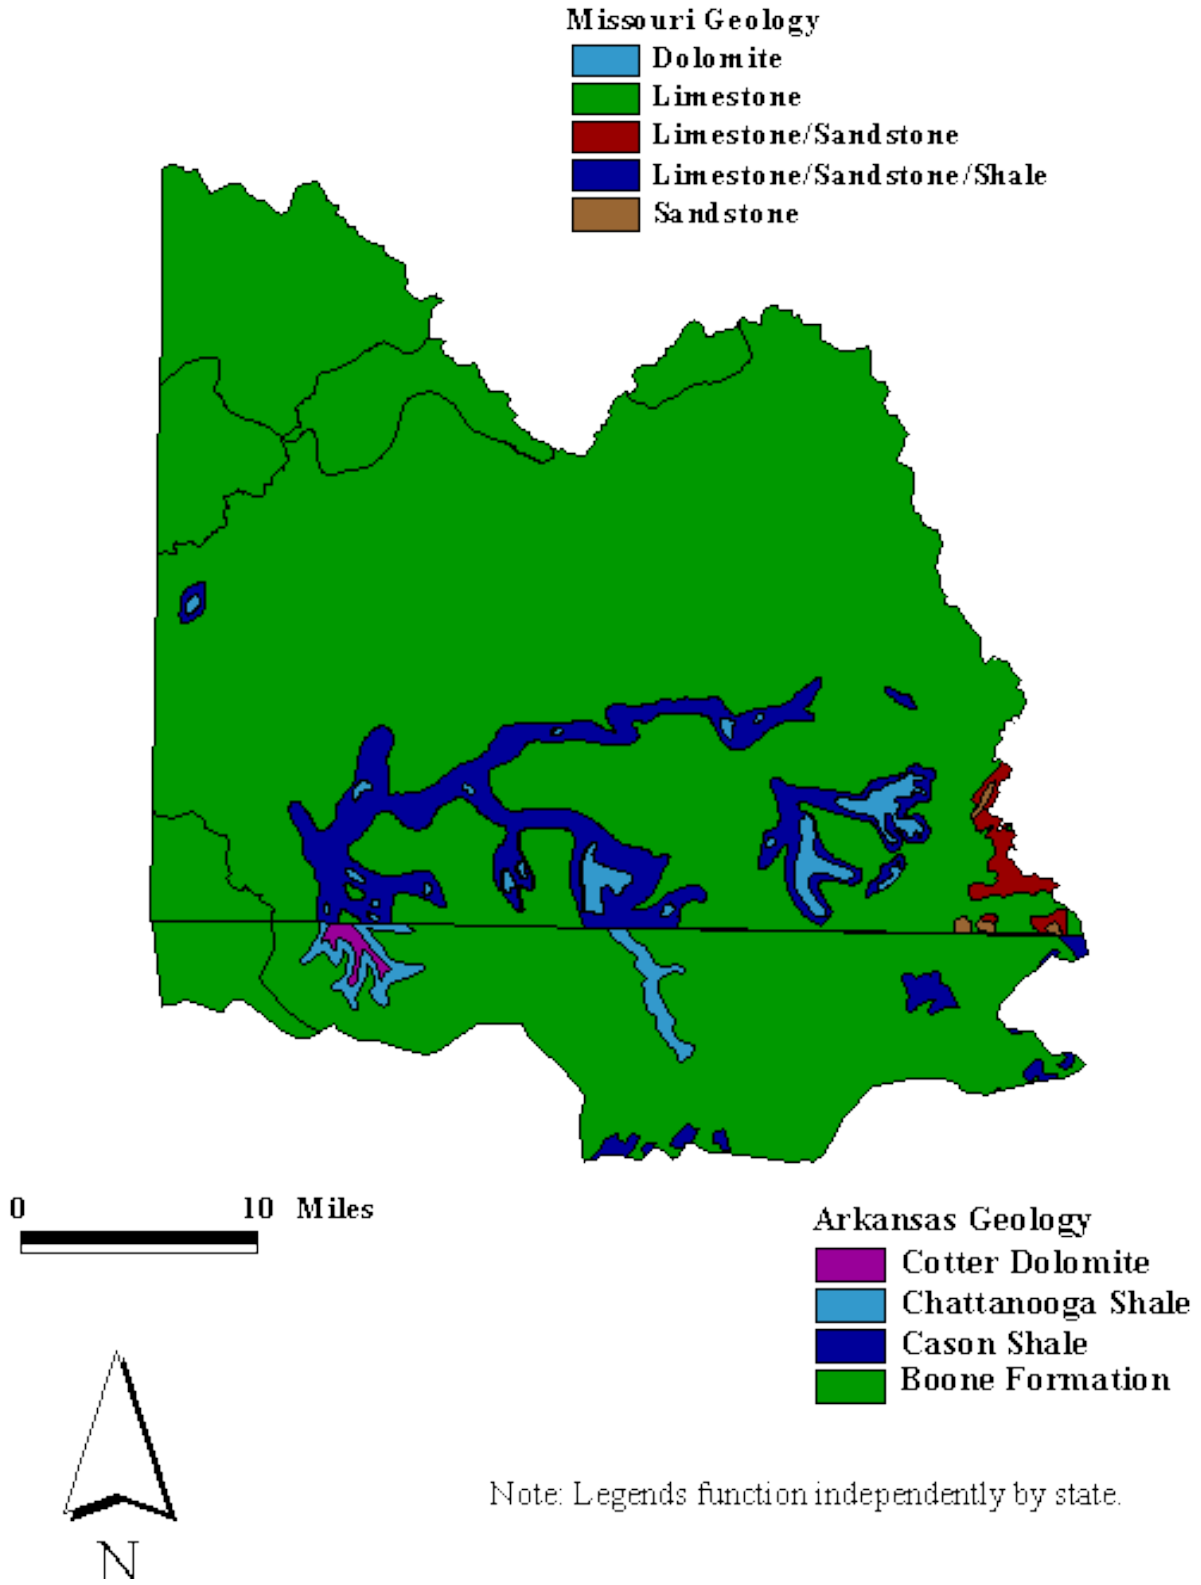 Missouri Geology
Dolomite
Limestone
Limestone/Sandstone
Limestone/Sandstone/Shale
Sandstone
0 10 Miles
Arkansas Geology
Cotter Dolomite
Chattanooga Shale
Cason Shale
Boone Formation
Note: Legends function independently by state.
N